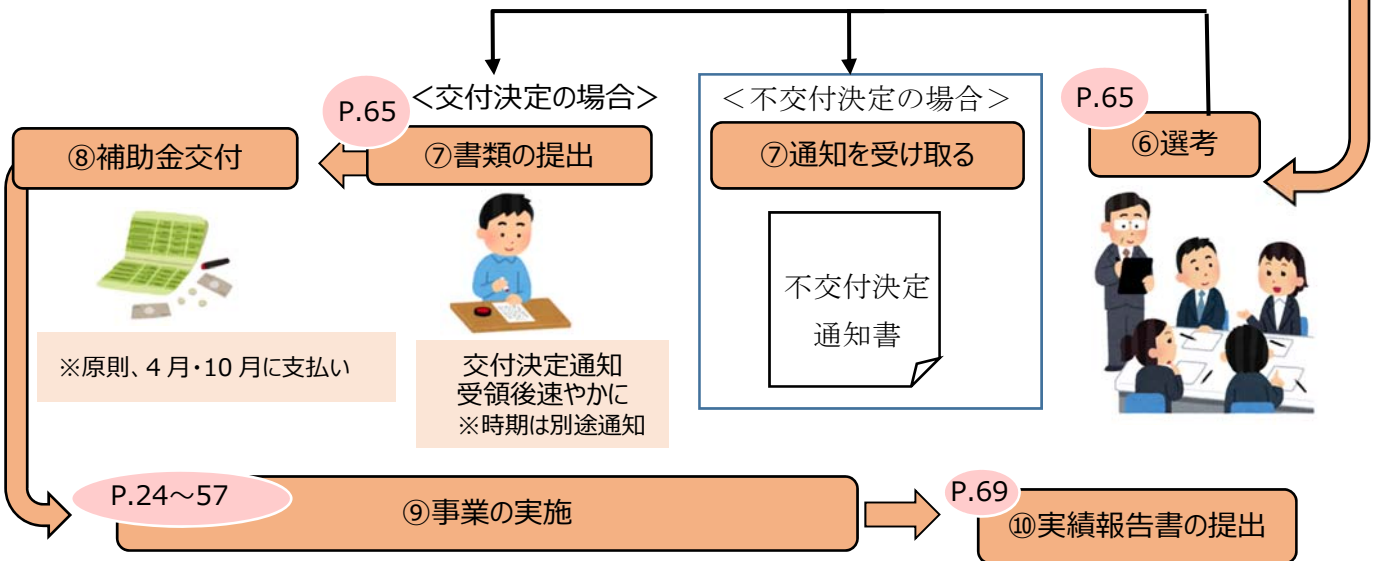 P.65
⑥選考
＜交付決定の場合＞
P.65
⑦書類の提出
交付決定通知
受領後速やかに
※時期は別途通知
＜不交付決定の場合＞
⑦通知を受け取る
不交付決定
通知書
⑧補助金交付
※原則、4月・10月に支払い
P.24～57
⑨事業の実施
P.69
⑩実績報告書の提出